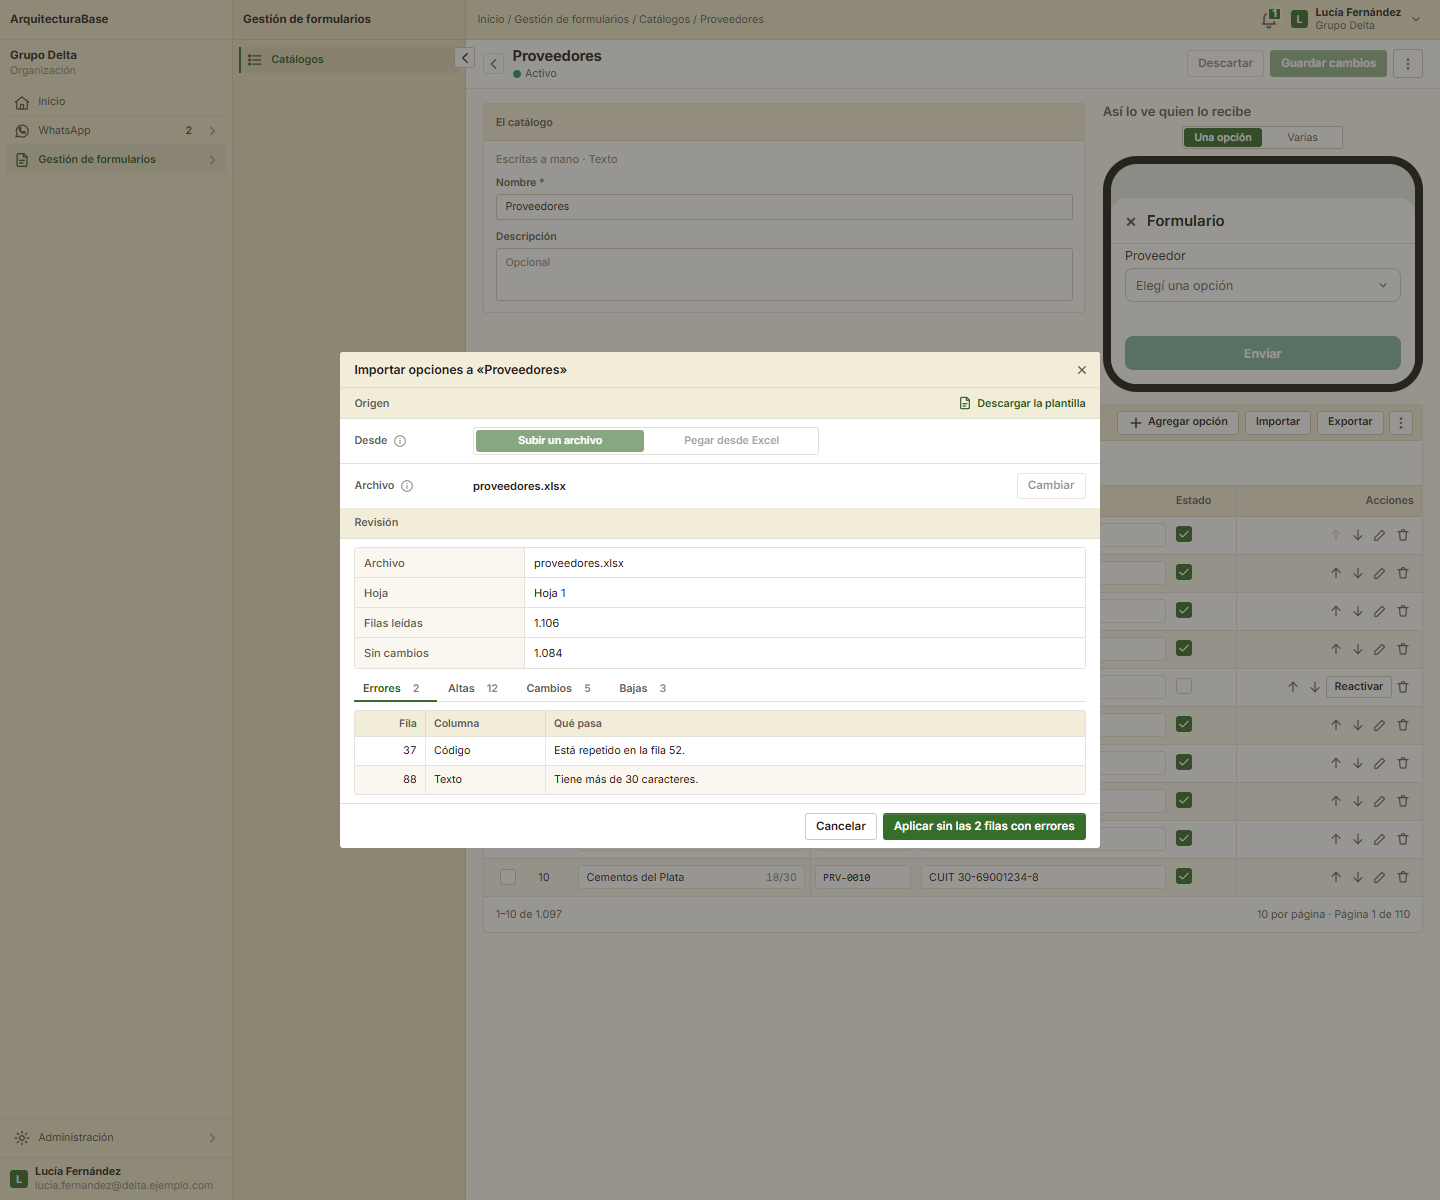 ArquitecturaBase
Grupo Delta
Organización
Inicio
WhatsApp 2
Gestión de formularios
Administración
L Lucía Fernández
lucia.fernandez@delta.ejemplo.com
Gestión de formularios
Catálogos
Inicio / Gestión de formularios / Catálogos / Proveedores
1
L Lucía Fernández
Grupo Delta
Proveedores
Activo
Descartar
Guardar cambios
El catálogo
Escritas a mano · Texto
Nombre *
Proveedores
Descripción
Opcional
Así lo ve quien lo recibe
Una opción Varias
Formulario
Proveedor
Elegí una opción
Enviar
Agregar opción Importar Exportar
Estado Acciones
Reactivar
Importar opciones a «Proveedores»
Origen Descargar la plantilla
Desde Subir un archivo Pegar desde Excel
Archivo proveedores.xlsx Cambiar
Revisión
Archivo proveedores.xlsx
Hoja Hoja 1
Filas leídas 1.106
Sin cambios 1.084
Errores 2 Altas 12 Cambios 5 Bajas 3
Fila Columna Qué pasa
37 Código Está repetido en la fila 52.
88 Texto Tiene más de 30 caracteres.
Cancelar Aplicar sin las 2 filas con errores
10 Cementos del Plata 18/30 PRV-0010 CUIT 30-69001234-8
1–10 de 1.097 10 por página · Página 1 de 110